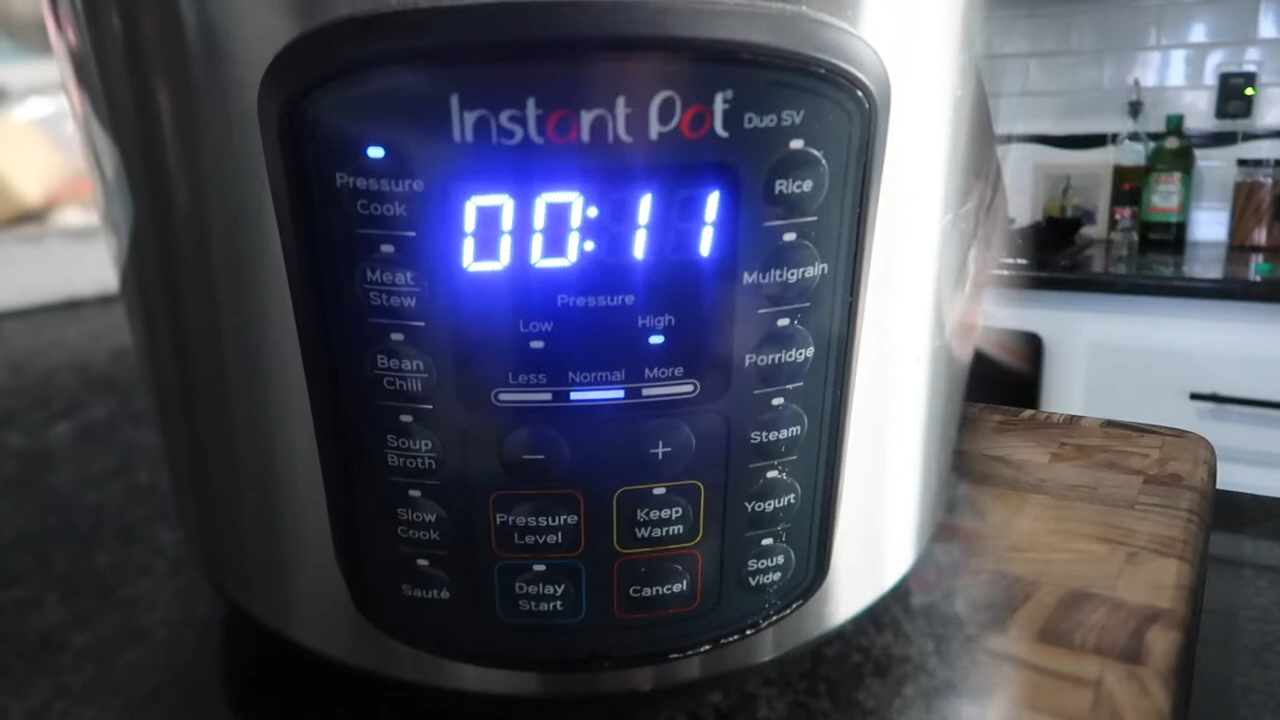 Instant Pot® Duo SV
Pressure
Cook
00:11
Rice
Meat
Stew
Multigrain
Pressure
Low
High
Bean
Chili
Porridge
Less
Normal
More
Soup
Broth
−
+
Steam
Slow
Cook
Pressure
Level
Keep
Warm
Yogurt
Sauté
Delay
Start
Cancel
Sous
Vide